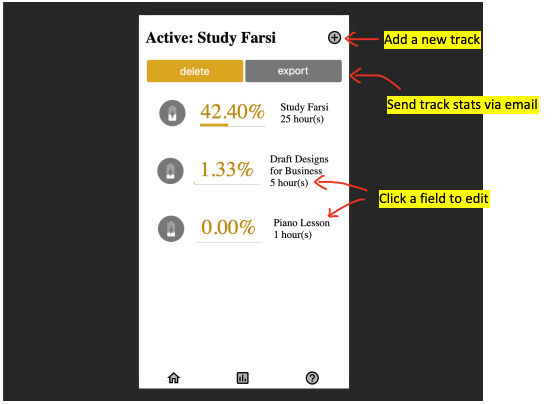 Active: Study Farsi
Add a new track
delete
export
Send track stats via email
42.40%
Study Farsi
25 hour(s)
1.33%
Draft Designs
for Business
5 hour(s)
Click a field to edit
0.00%
Piano Lesson
1 hour(s)